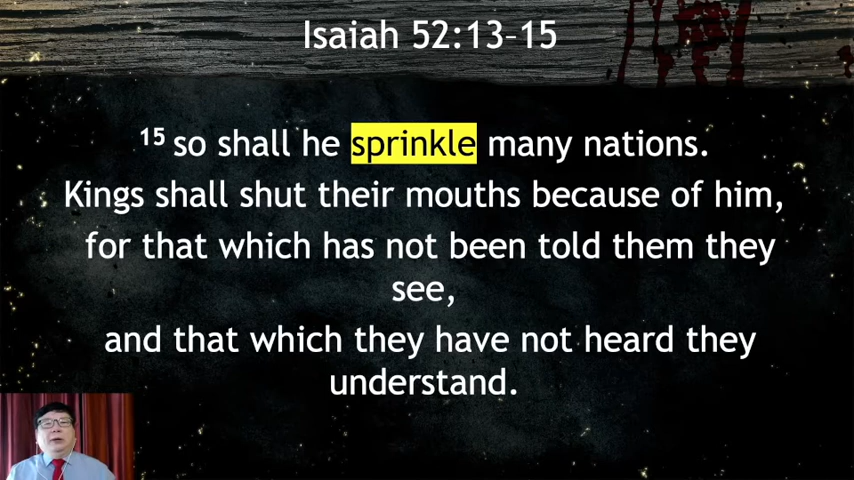 Isaiah 52:13–15
15 so shall he sprinkle many nations.
Kings shall shut their mouths because of him,
for that which has not been told them they
see,
and that which they have not heard they
understand.